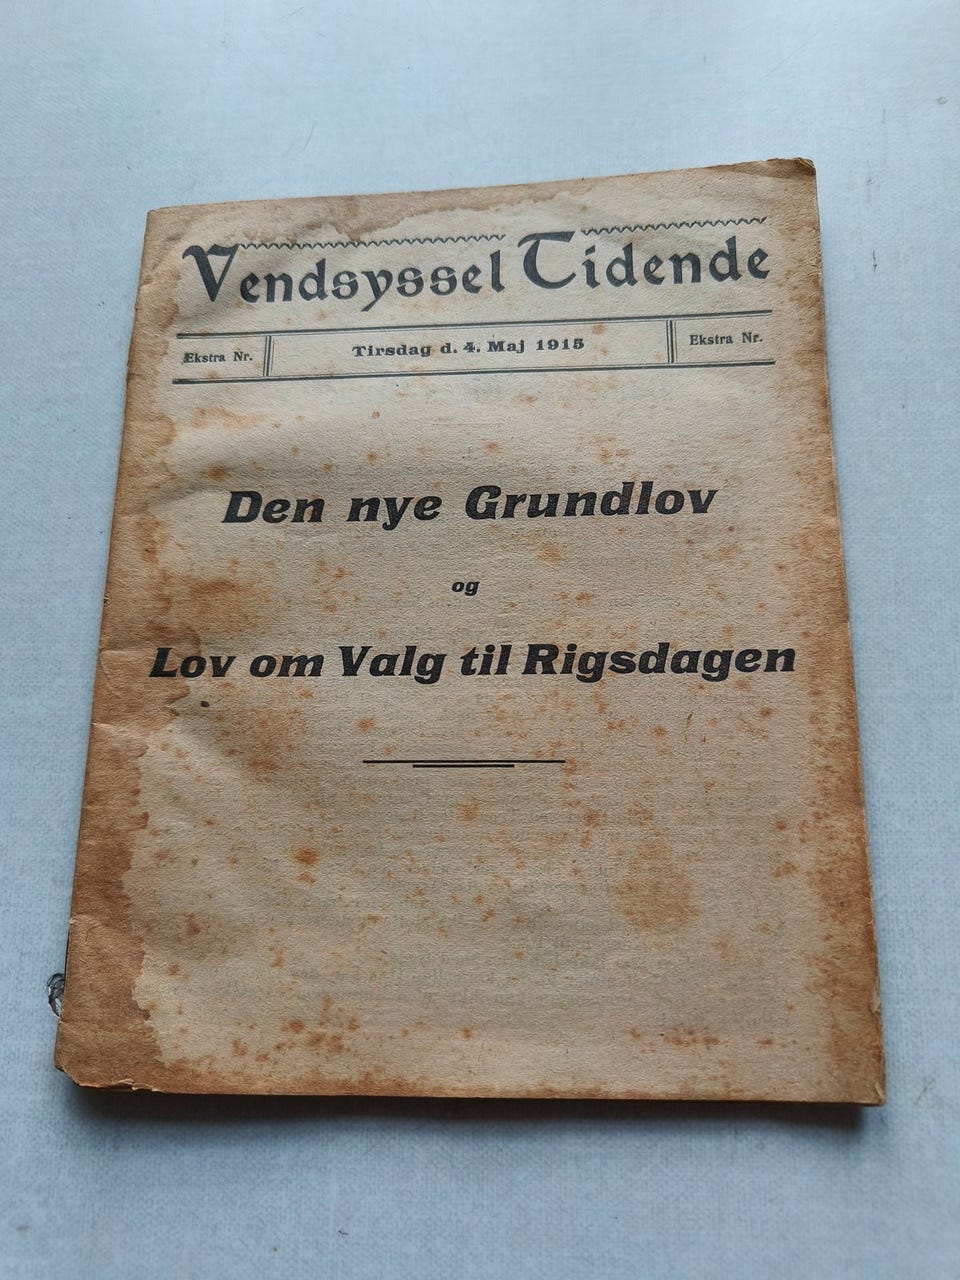 Vendsyssel Tidende
Ekstra Nr. Tirsdag d. 4. Maj 1915 Ekstra Nr.
Den nye Grundlov
og
Lov om Valg til Rigsdagen